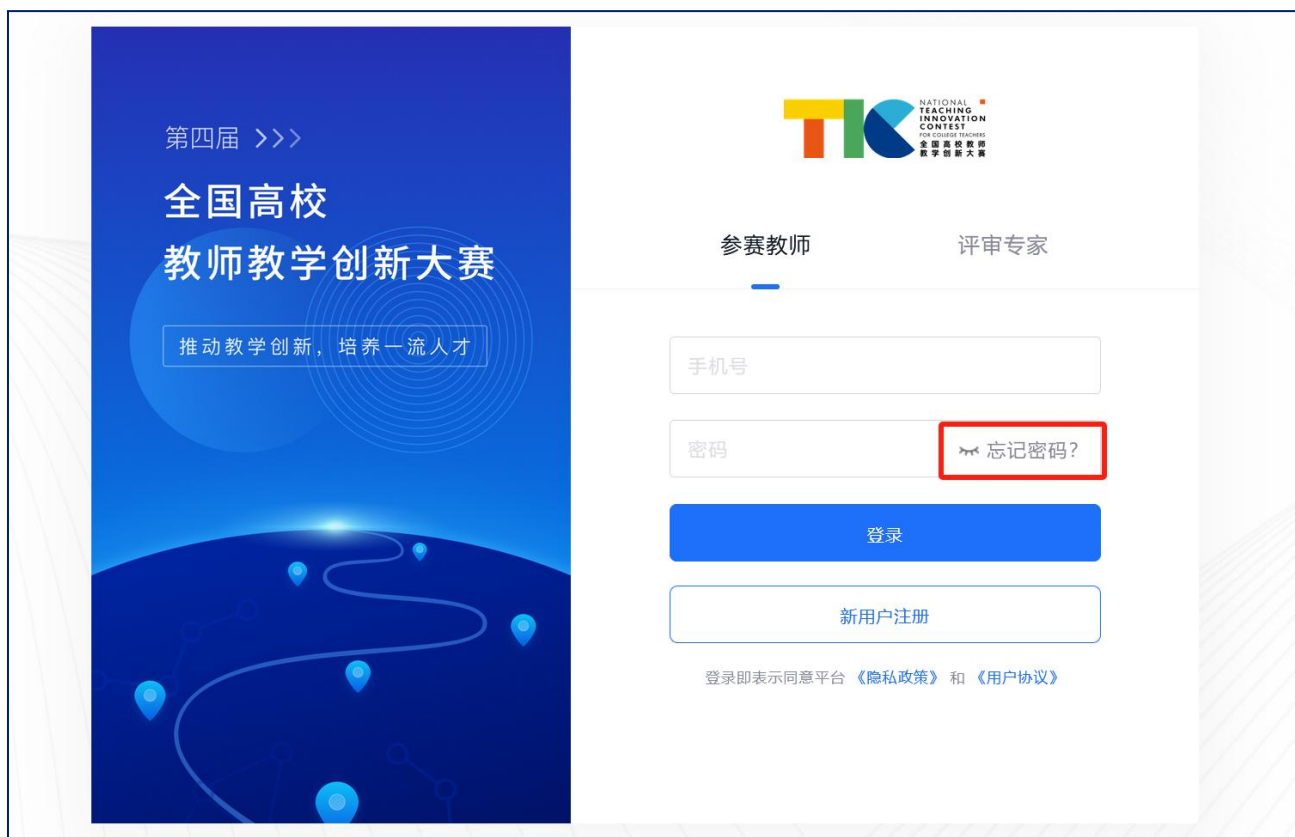 第四届 >>>
全国高校
教师教学创新大赛
推动教学创新，培养一流人才
TIC
NATIONAL
TEACHING
INNOVATION
CONTEST
FOR COLLEGE TEACHERS
全国高校教师
教学创新大赛
参赛教师
评审专家
手机号
密码
忘记密码?
登录
新用户注册
登录即表示同意平台《隐私政策》和《用户协议》